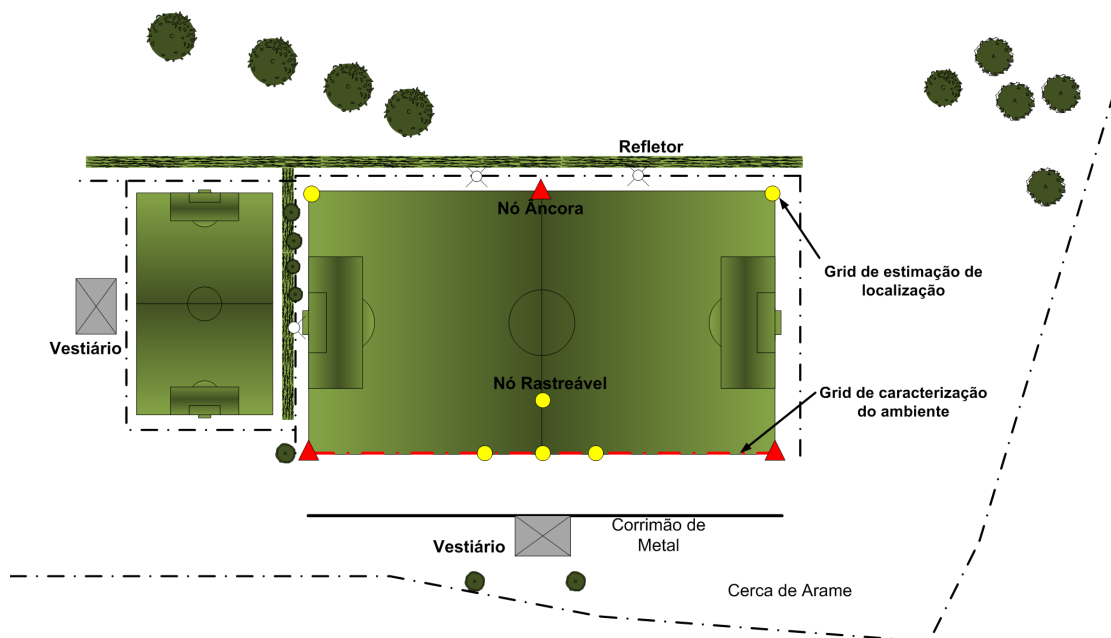 Refletor
Nó Âncora
Grid de estimação de
localização
Vestiário
Nó Rastreável
Grid de caracterização
do ambiente
Corrimão de
Metal
Vestiário
Cerca de Arame